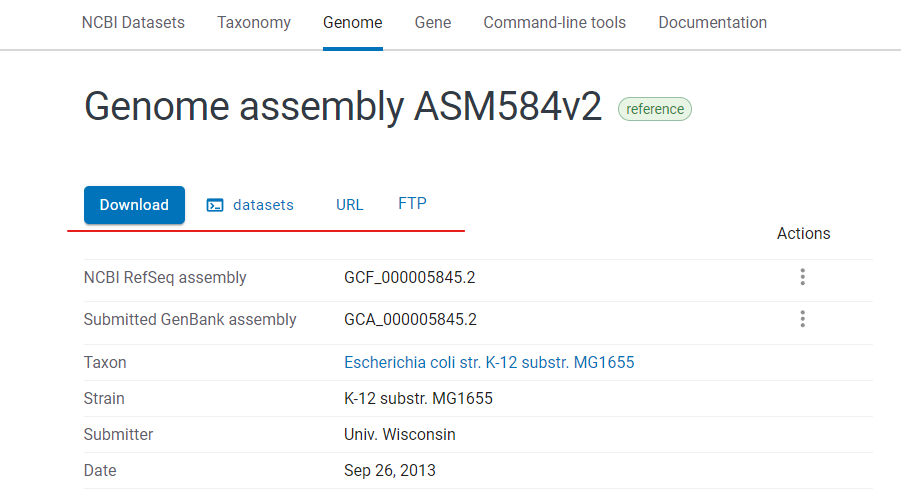 NCBI Datasets Taxonomy Genome Gene Command-line tools Documentation
Genome assembly ASM584v2 reference
Download datasets URL FTP
Actions
NCBI RefSeq assembly GCF_000005845.2
Submitted GenBank assembly GCA_000005845.2
Taxon Escherichia coli str. K-12 substr. MG1655
Strain K-12 substr. MG1655
Submitter Univ. Wisconsin
Date Sep 26, 2013